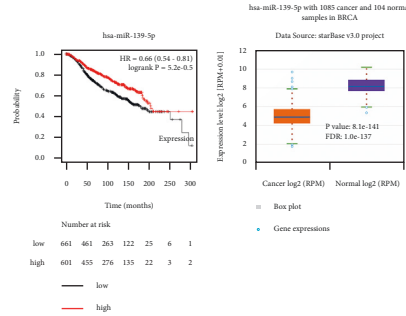 hsa-miR-139-5p
HR = 0.66 (0.54 - 0.81)
logrank P = 5.2e-0.5
Probability
1.0
0.8
0.6
0.4
0.2
0.0
Expression
0 50 100 150 200 250 300
Time (months)
Number at risk
low 661 461 263 122 25 6 1
high 601 455 276 135 22 3 2
low
high
hsa-miR-139-5p with 1085 cancer and 104 norma
samples in BRCA
Data Source: starBase v3.0 project
Expression level: log2 [RPM+0.01]
12
10
8
6
4
2
0
P value: 8.1e-141
FDR: 1.0e-137
Cancer log2 (RPM) Normal log2 (RPM)
Box plot
Gene expressions